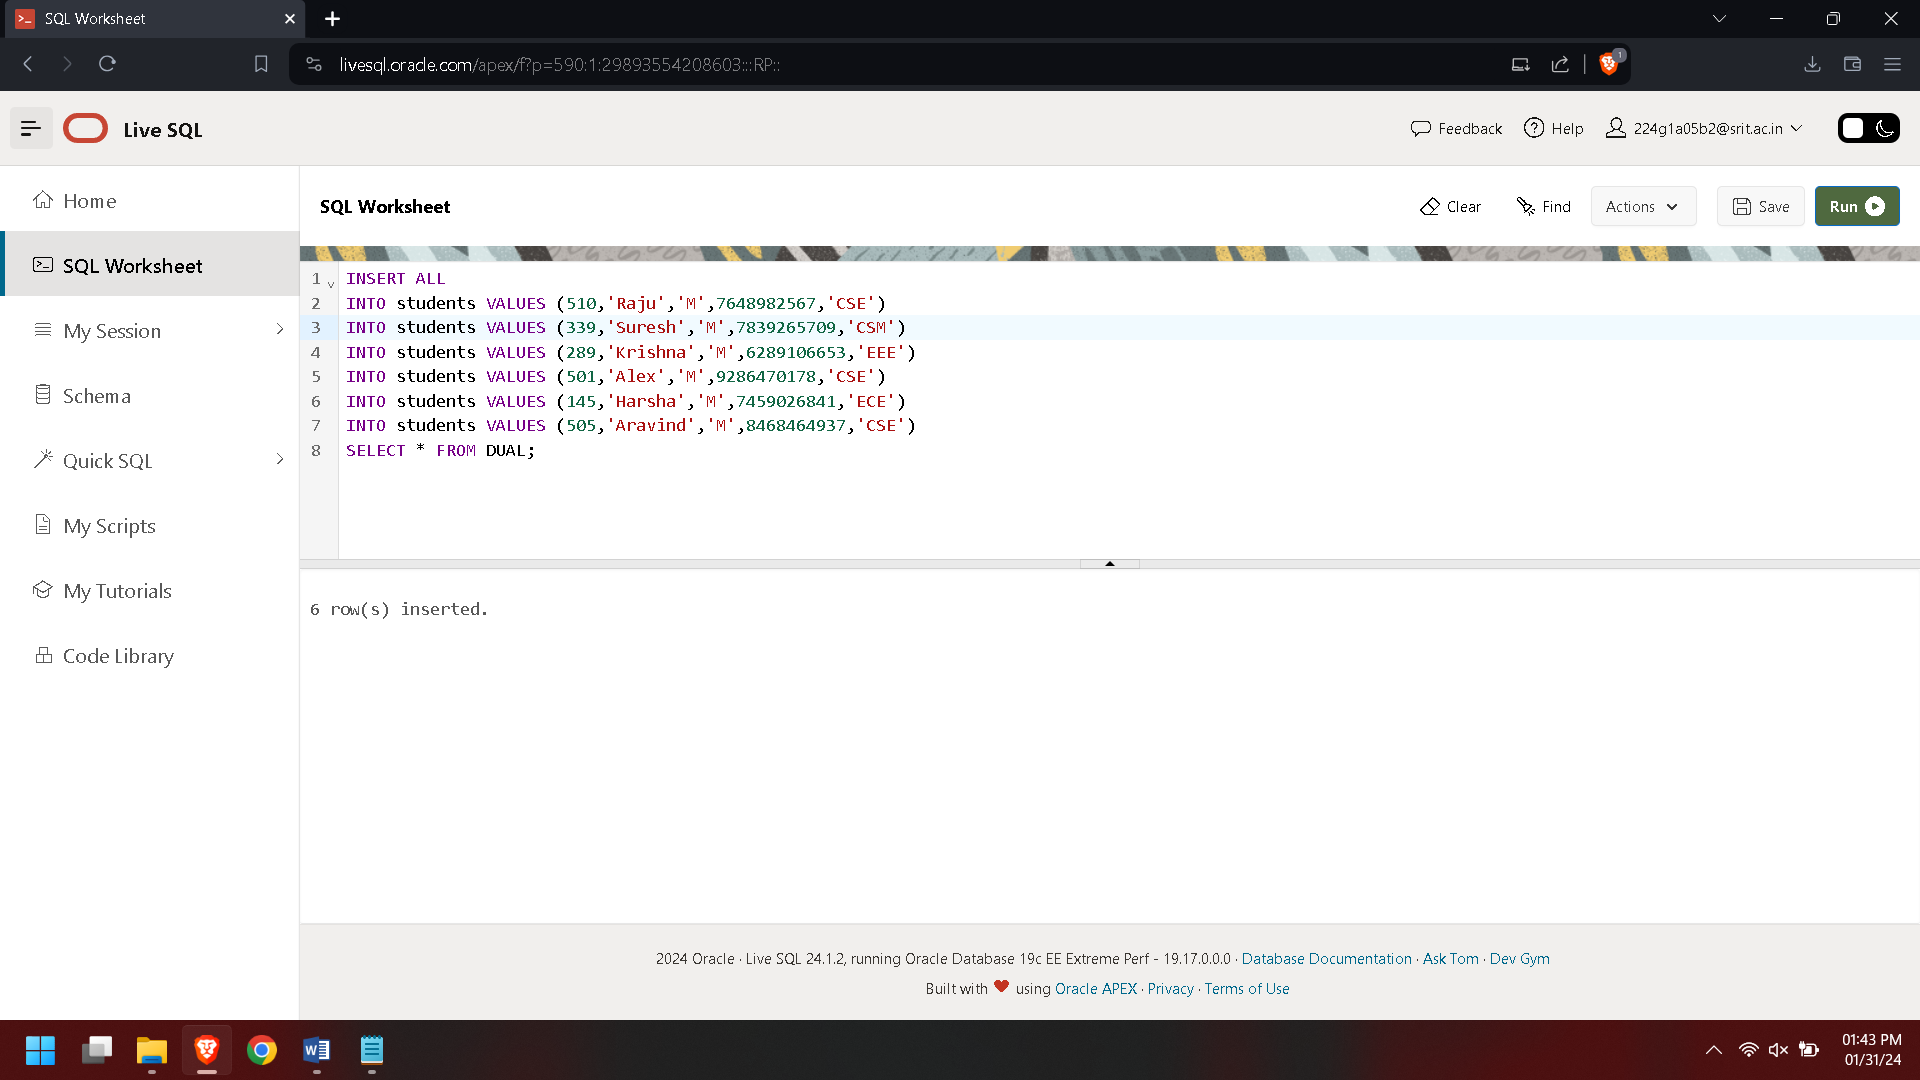 SQL Worksheet
livesql.oracle.com/apex/f?p=590:1:29893554208603:::RP::
1
Live SQL
Feedback
Help
224g1a05b2@srit.ac.in
Home
SQL Worksheet
My Session
Schema
Quick SQL
My Scripts
My Tutorials
Code Library
SQL Worksheet
Clear
Find
Actions
Save
Run
1 INSERT ALL
2 INTO students VALUES (510,'Raju','M',7648982567,'CSE')
3 INTO students VALUES (339,'Suresh','M',7839265709,'CSM')
4 INTO students VALUES (289,'Krishna','M',6289106653,'EEE')
5 INTO students VALUES (501,'Alex','M',9286470178,'CSE')
6 INTO students VALUES (145,'Harsha','M',7459026841,'ECE')
7 INTO students VALUES (505,'Aravind','M',8468464937,'CSE')
8 SELECT * FROM DUAL;
6 row(s) inserted.
2024 Oracle · Live SQL 24.1.2, running Oracle Database 19c EE Extreme Perf - 19.17.0.0.0 · Database Documentation · Ask Tom · Dev Gym
Built with ❤ using Oracle APEX · Privacy · Terms of Use
01:43 PM
01/31/24